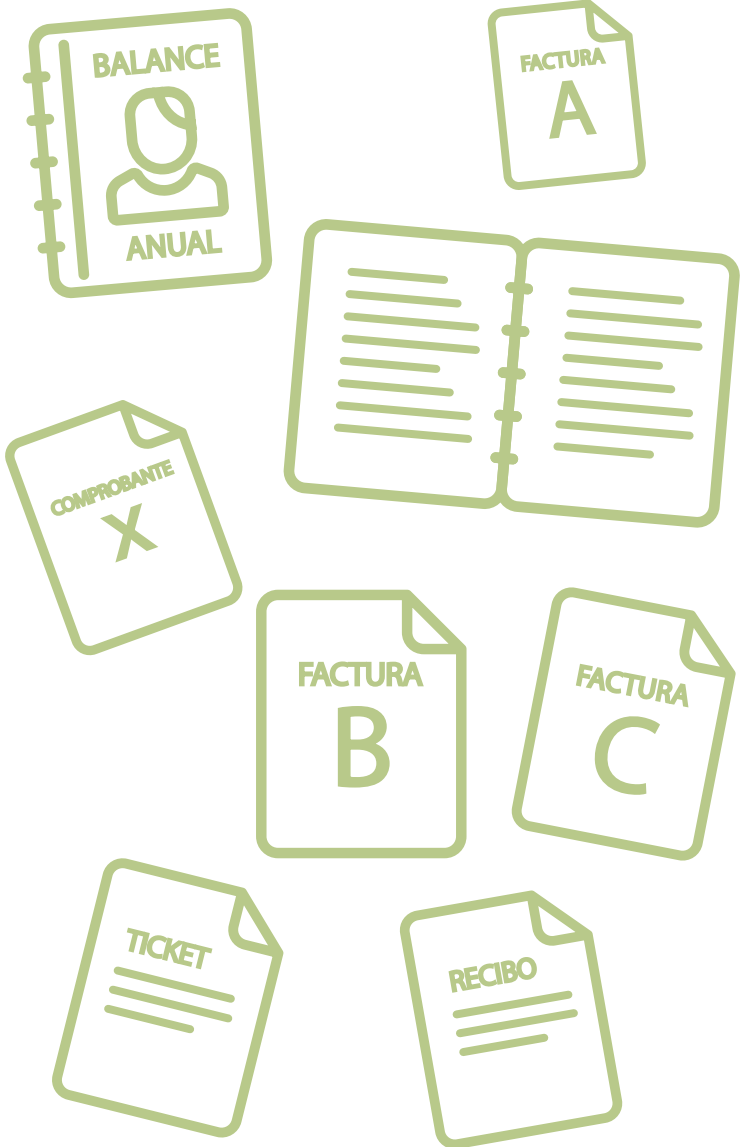 BALANCE
ANUAL
FACTURA
A
COMPROBANTE
X
FACTURA
B
FACTURA
C
TICKET
RECIBO